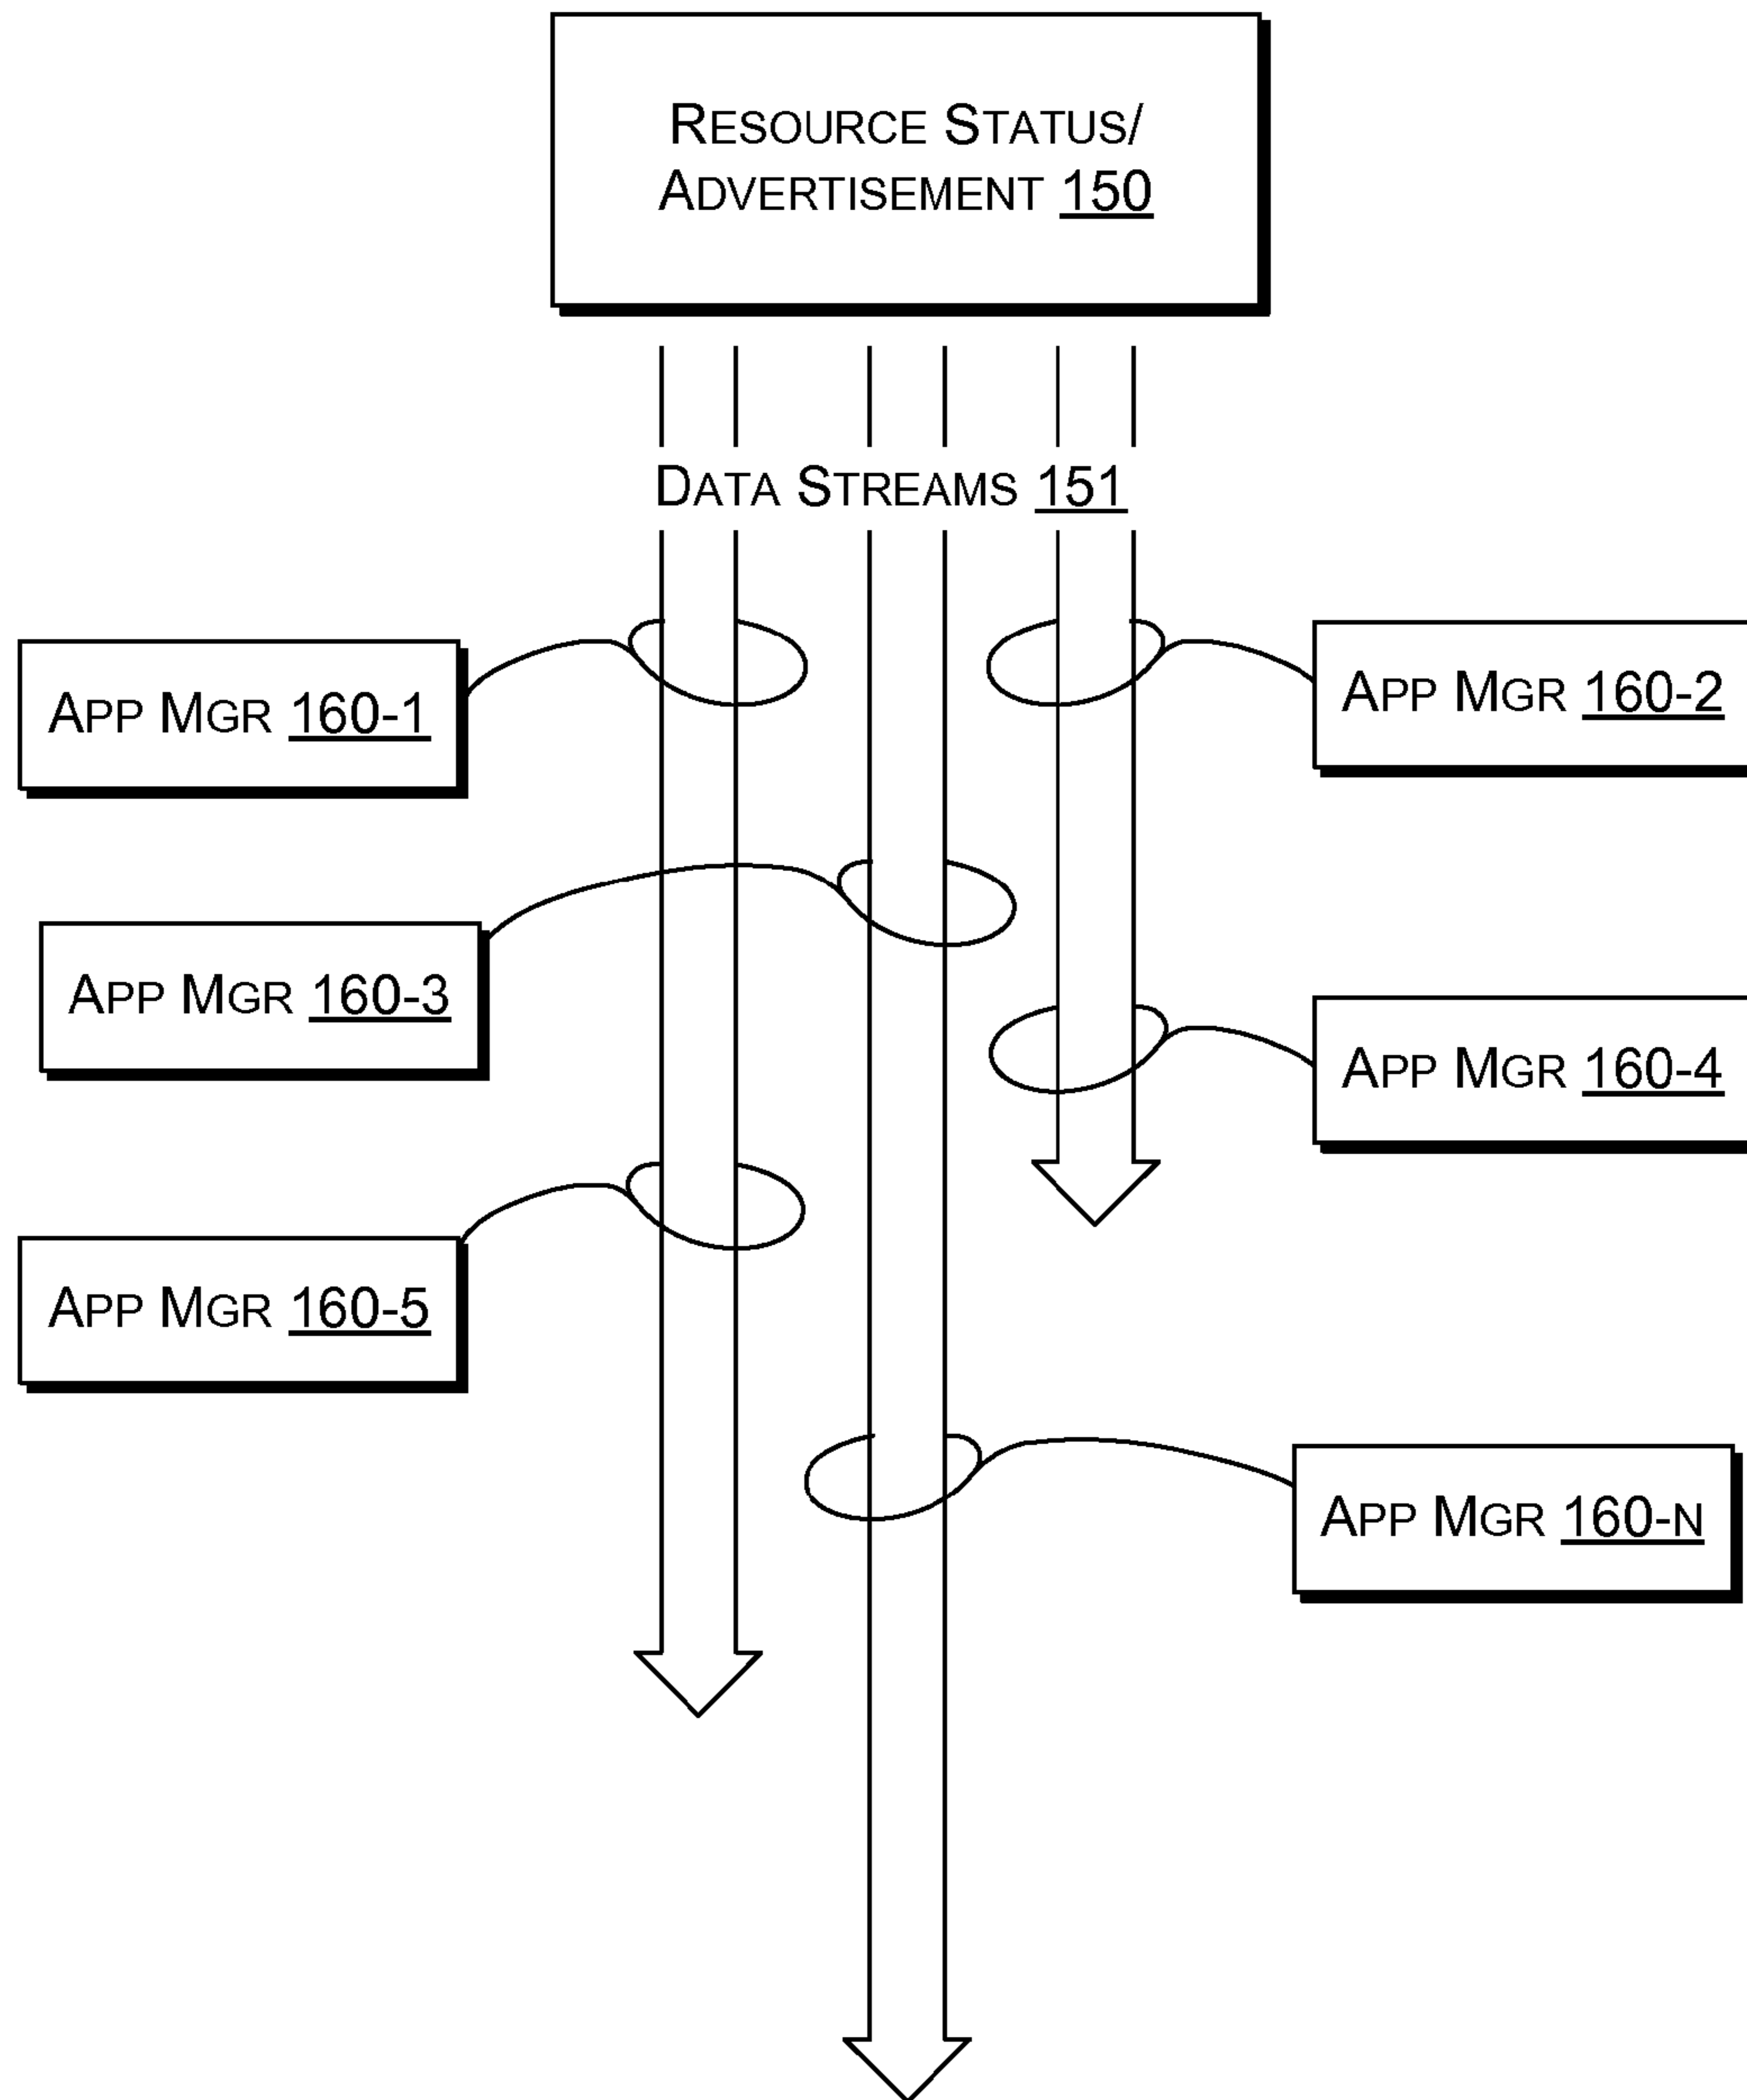 RESOURCE STATUS/
ADVERTISEMENT 150
DATA STREAMS 151
APP MGR 160-1
APP MGR 160-2
APP MGR 160-3
APP MGR 160-4
APP MGR 160-5
APP MGR 160-N